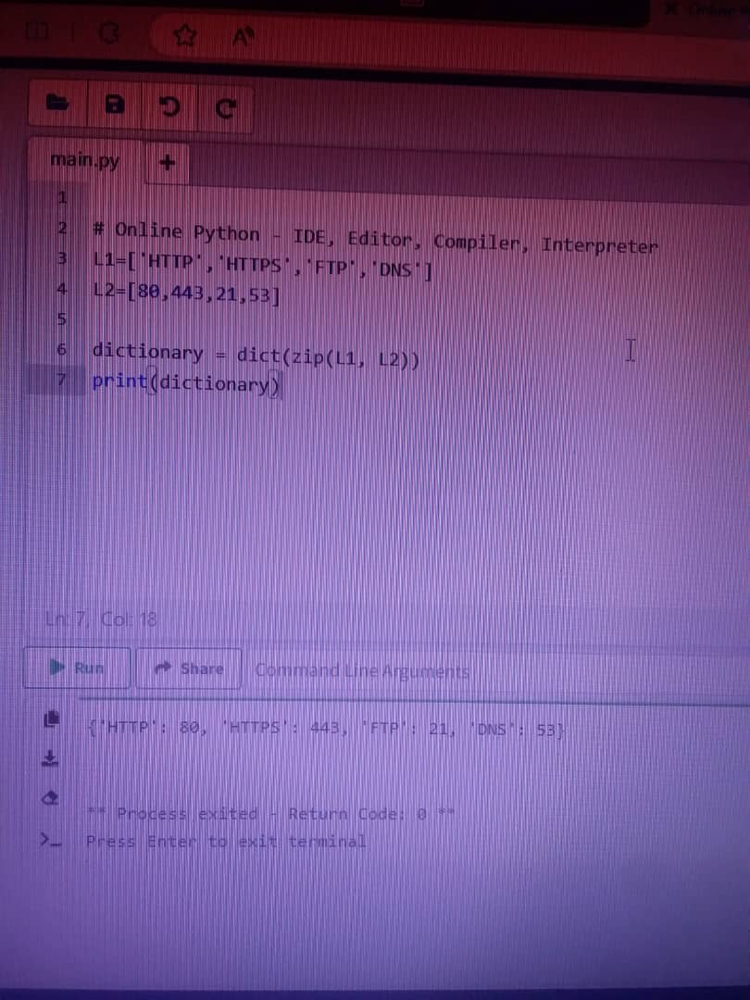 Online
A
main.py +
1
2 # Online Python - IDE, Editor, Compiler, Interpreter
3 L1=['HTTP','HTTPS','FTP','DNS']
4 L2=[80,443,21,53]
5
6 dictionary = dict(zip(L1, L2))
7 print(dictionary)
Ln: 7, Col: 18
Run Share Command Line Arguments
{'HTTP': 80, 'HTTPS': 443, 'FTP': 21, 'DNS': 53}
** Process exited - Return Code: 0 **
>_ Press Enter to exit terminal